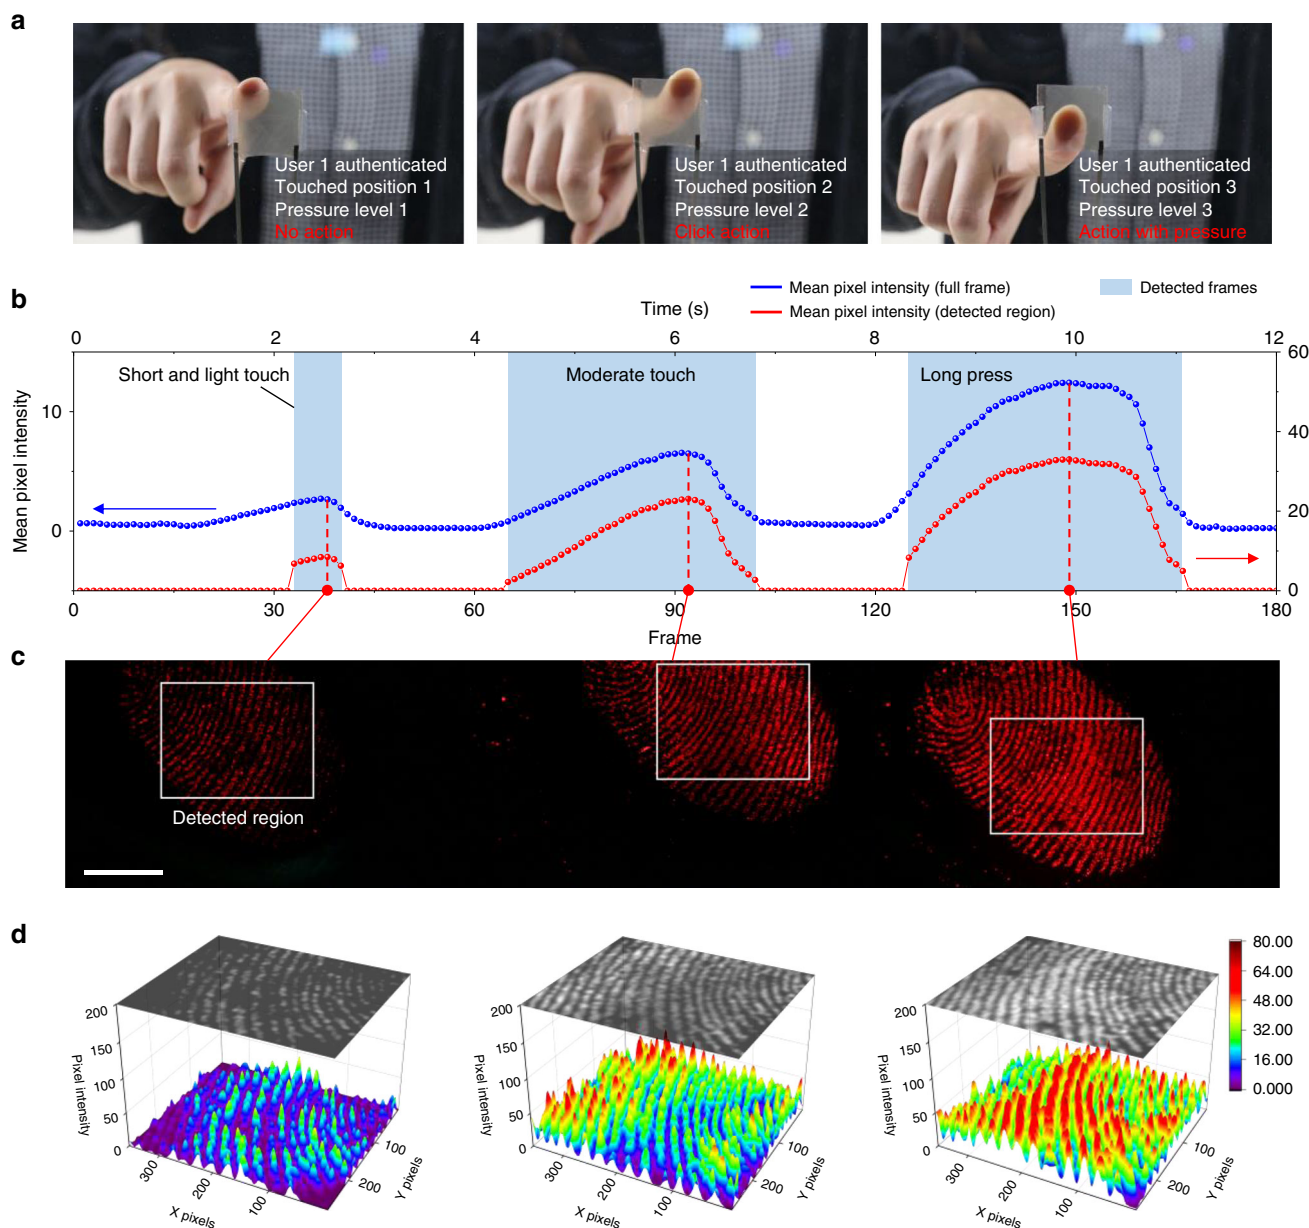 a
User 1 authenticated
Touched position 1
Pressure level 1
No action
User 1 authenticated
Touched position 2
Pressure level 2
Click action
User 1 authenticated
Touched position 3
Pressure level 3
Action with pressure
b
Mean pixel intensity (full frame)
Mean pixel intensity (detected region)
Detected frames
Time (s)
0 2 4 6 8 10 12
Short and light touch
Moderate touch
Long press
Mean pixel intensity
10
0
60
40
20
0
0 30 60 90 120 150 180
Frame
c
Detected region
d
200
150
100
50
0
Pixel intensity
300
200
100
X pixels
100
200
Y pixels
200
150
100
50
0
Pixel intensity
300
200
100
X pixels
100
200
Y pixels
200
150
100
50
0
Pixel intensity
300
200
100
X pixels
100
200
Y pixels
80.00
64.00
48.00
32.00
16.00
0.000